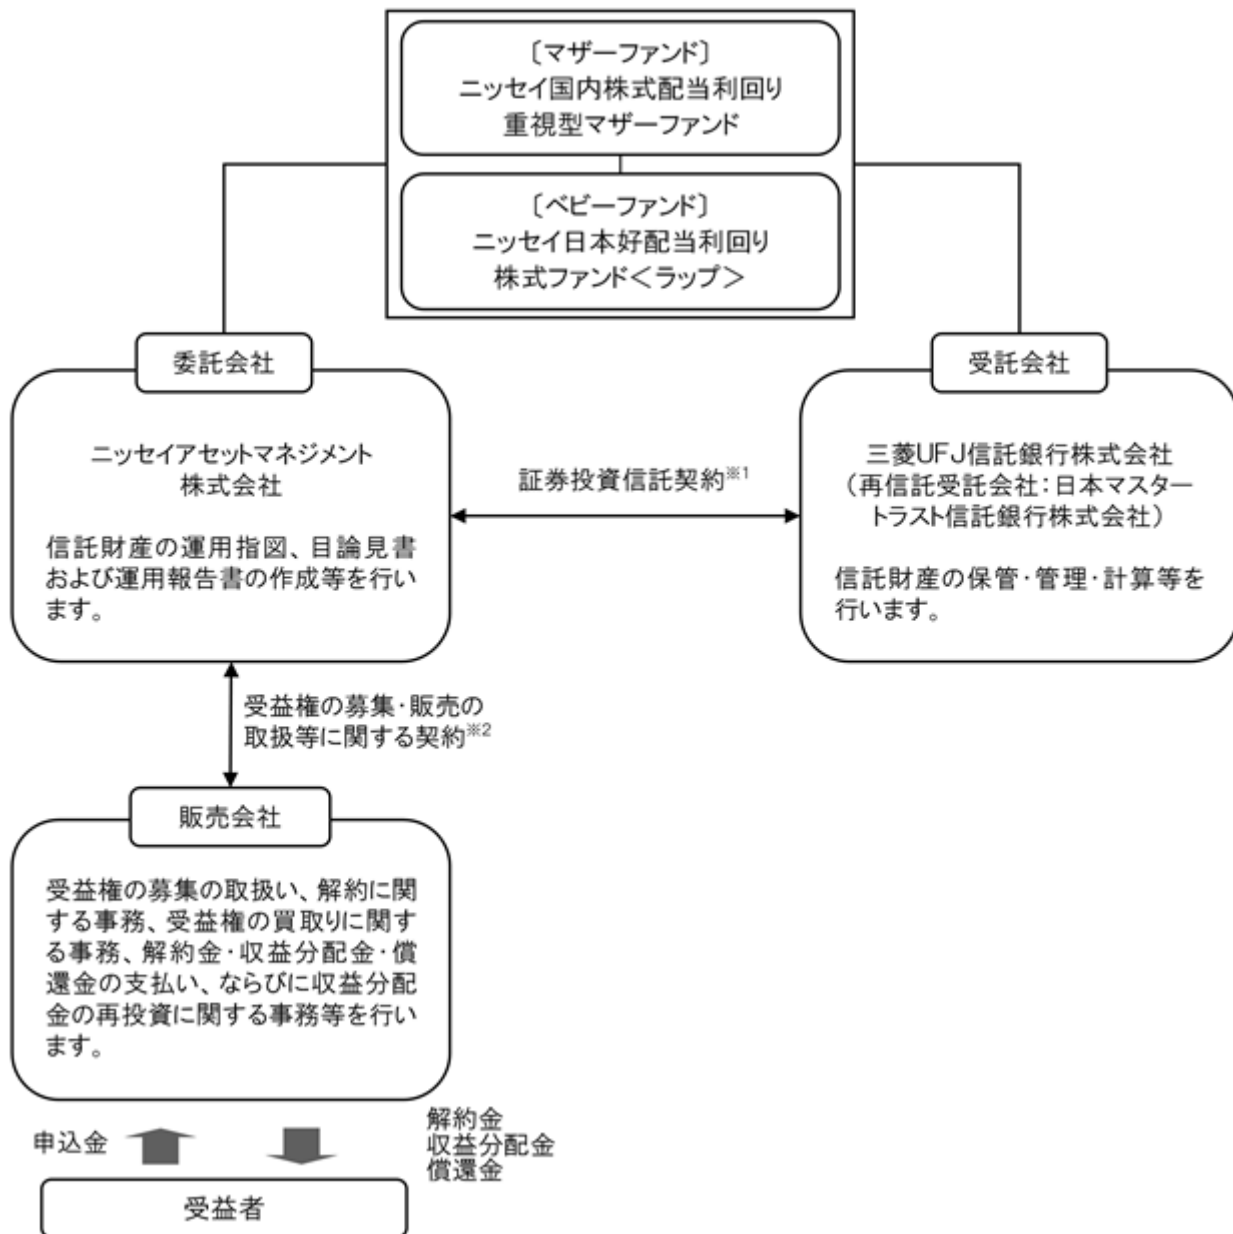 〔マザーファンド〕
ニッセイ国内株式配当利回り
重視型マザーファンド
〔ベビーファンド〕
ニッセイ日本好配当利回り
株式ファンド＜ラップ＞
委託会社
ニッセイアセットマネジメント
株式会社
信託財産の運用指図、目論見書
および運用報告書の作成等を行い
ます。
証券投資信託契約※1
受託会社
三菱UFJ信託銀行株式会社
（再信託受託会社：日本マスター
トラスト信託銀行株式会社）
信託財産の保管・管理・計算等を
行います。
受益権の募集・販売の
取扱等に関する契約※2
販売会社
受益権の募集の取扱い、解約に関
する事務、受益権の買取りに関す
る事務、解約金・収益分配金・償
還金の支払い、ならびに収益分配
金の再投資に関する事務等を行い
ます。
申込金
解約金
収益分配金
償還金
受益者